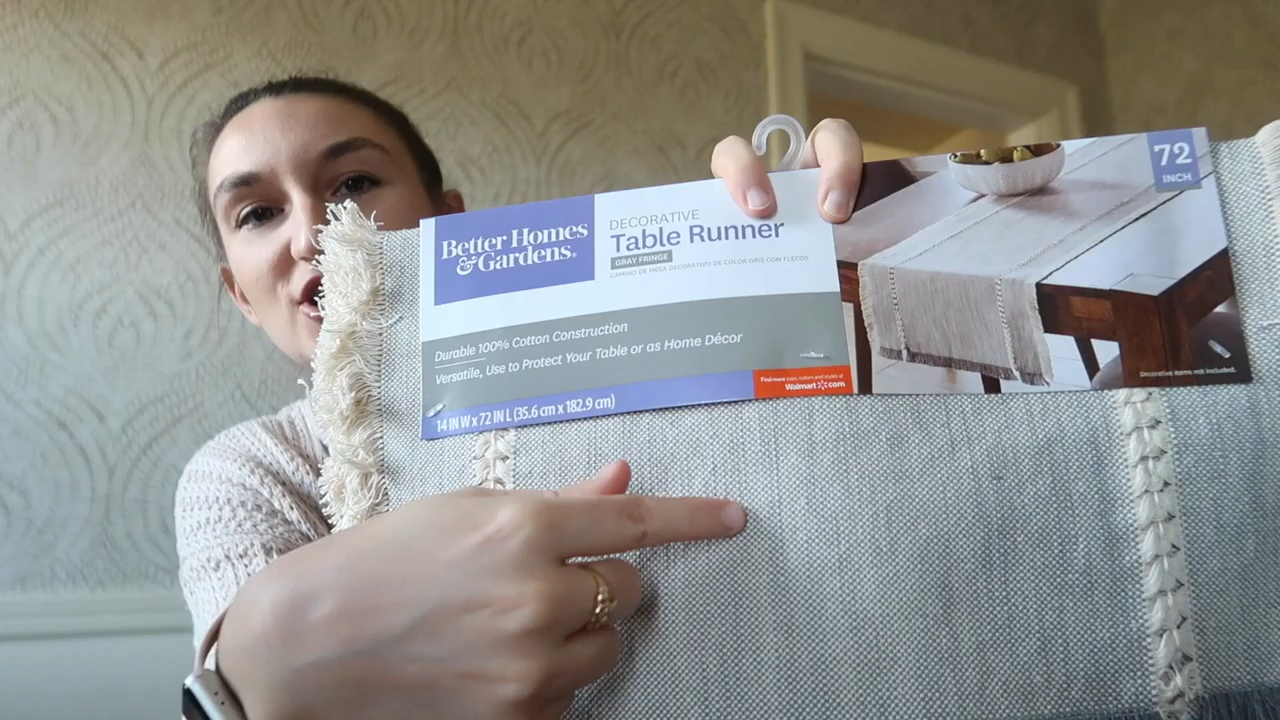 Better Homes
& Gardens®
DECORATIVE
Table Runner
GRAY FRINGE
CAMINO DE MESA DECORATIVO DE COLOR GRIS CON FLECOS
Durable 100% Cotton Construction
Versatile, Use to Protect Your Table or as Home Décor
14 IN W x 72 IN L (35.6 cm x 182.9 cm)
Find more sizes, colors and styles at
Walmart.com
72
INCH
Decorative items not included.